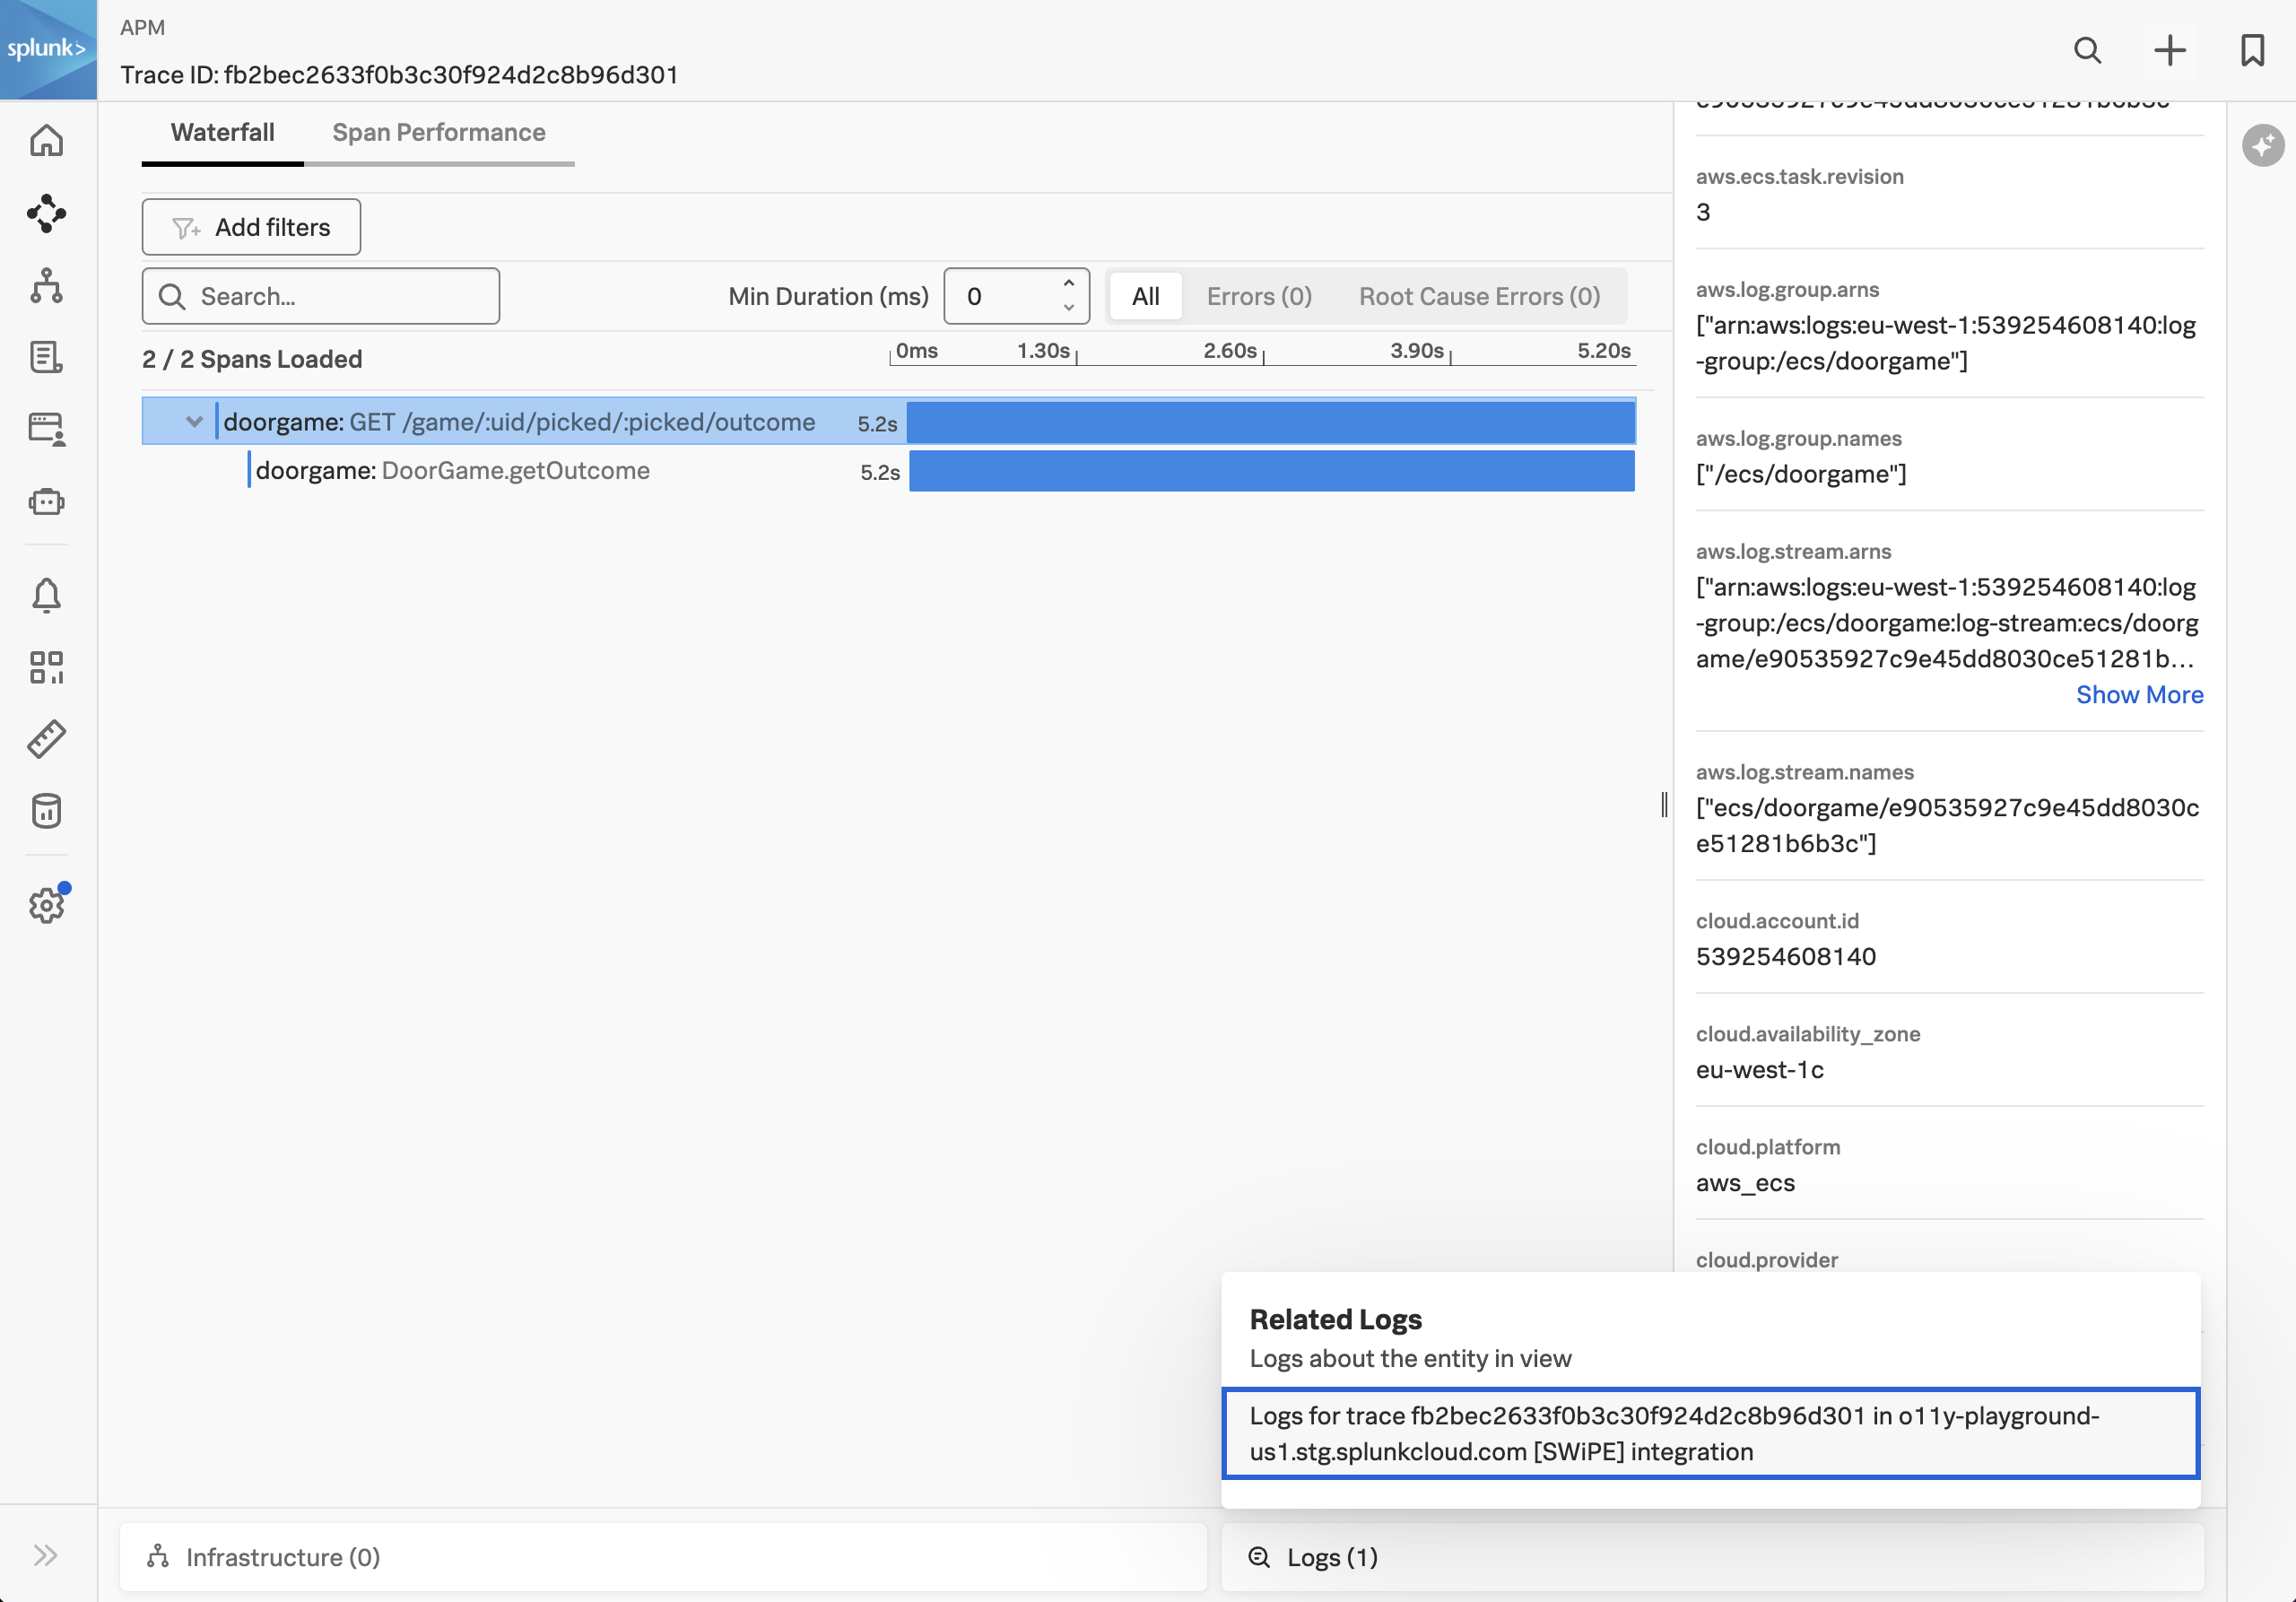 splunk>
APM
Trace ID: fb2bec2633f0b3c30f924d2c8b96d301
Waterfall
Span Performance
Add filters
Search...
Min Duration (ms)
0
All
Errors (0)
Root Cause Errors (0)
2 / 2 Spans Loaded
0ms
1.30s
2.60s
3.90s
5.20s
doorgame: GET /game/:uid/picked/:picked/outcome
5.2s
doorgame: DoorGame.getOutcome
5.2s
aws.ecs.task.revision
3
aws.log.group.arns
["arn:aws:logs:eu-west-1:539254608140:log
-group:/ecs/doorgame"]
aws.log.group.names
["/ecs/doorgame"]
aws.log.stream.arns
["arn:aws:logs:eu-west-1:539254608140:log
-group:/ecs/doorgame:log-stream:ecs/doorg
ame/e90535927c9e45dd8030ce51281b...
Show More
aws.log.stream.names
["ecs/doorgame/e90535927c9e45dd8030c
e51281b6b3c"]
cloud.account.id
539254608140
cloud.availability_zone
eu-west-1c
cloud.platform
aws_ecs
cloud.provider
Related Logs
Logs about the entity in view
Logs for trace fb2bec2633f0b3c30f924d2c8b96d301 in o11y-playground-
us1.stg.splunkcloud.com [SWiPE] integration
Infrastructure (0)
Logs (1)